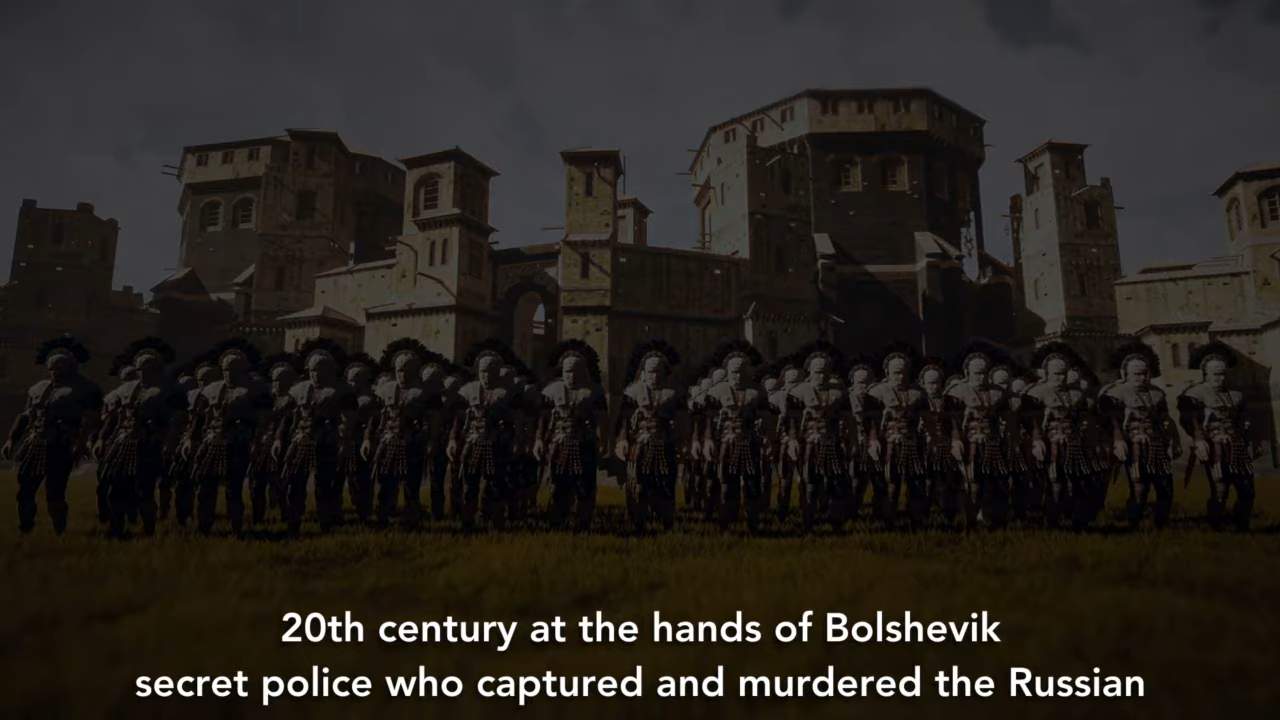 20th century at the hands of Bolshevik
secret police who captured and murdered the Russian